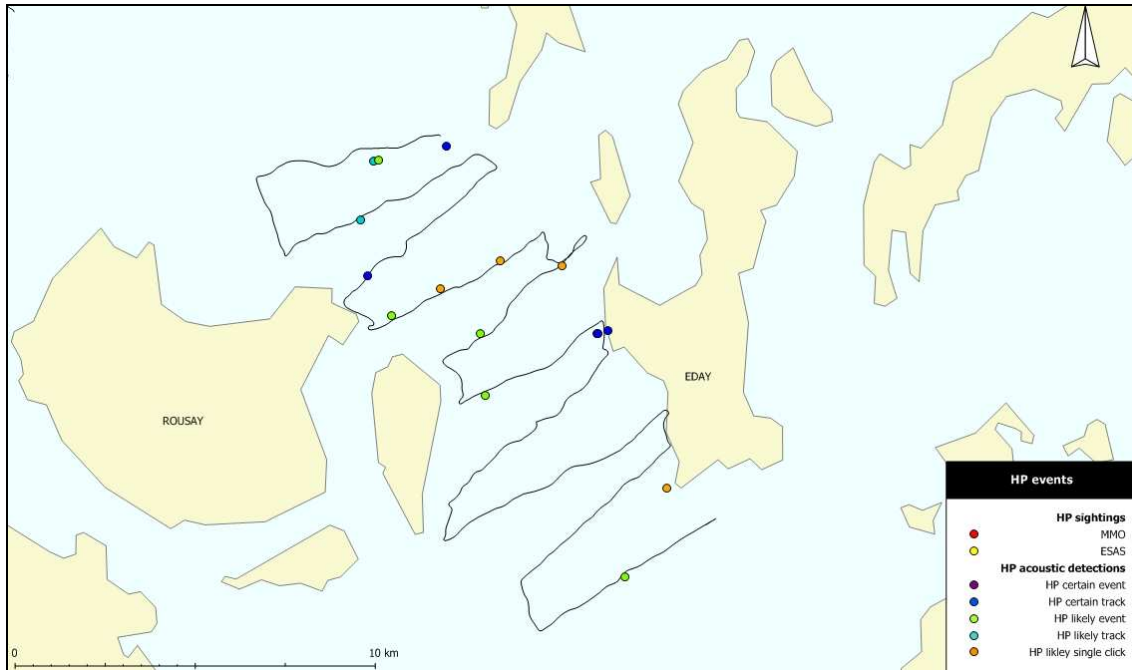 ROUSAY
EDAY
HP events
HP sightings
MMO
ESAS
HP acoustic detections
HP certain event
HP certain track
HP likely event
HP likely track
HP likley single click
0
10 km